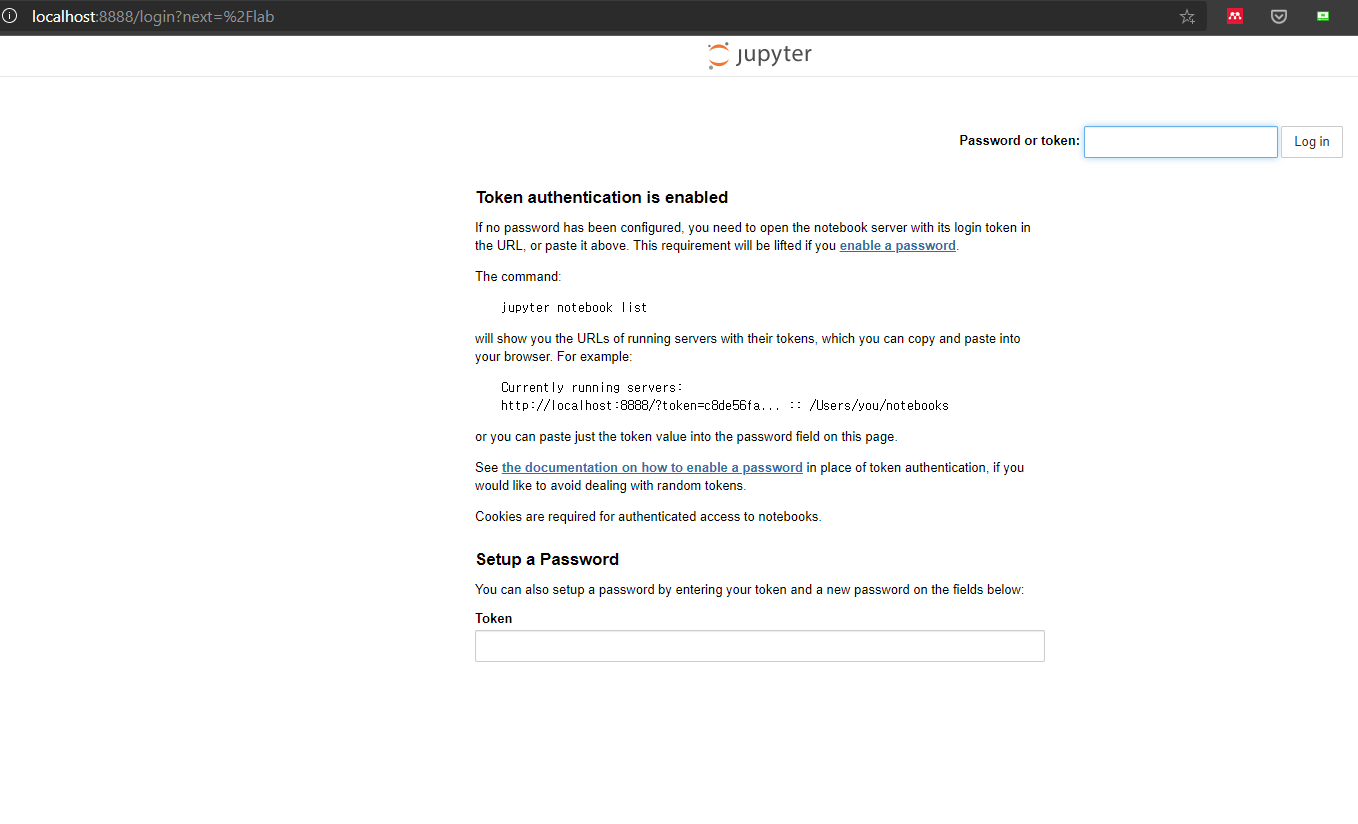 localhost:8888/login?next=%2Flab
jupyter
Password or token:
Log in
Token authentication is enabled
If no password has been configured, you need to open the notebook server with its login token in
the URL, or paste it above. This requirement will be lifted if you enable a password.
The command:
jupyter notebook list
will show you the URLs of running servers with their tokens, which you can copy and paste into
your browser. For example:
Currently running servers:
http://localhost:8888/?token=c8de56fa... :: /Users/you/notebooks
or you can paste just the token value into the password field on this page.
See the documentation on how to enable a password in place of token authentication, if you
would like to avoid dealing with random tokens.
Cookies are required for authenticated access to notebooks.
Setup a Password
You can also setup a password by entering your token and a new password on the fields below:
Token